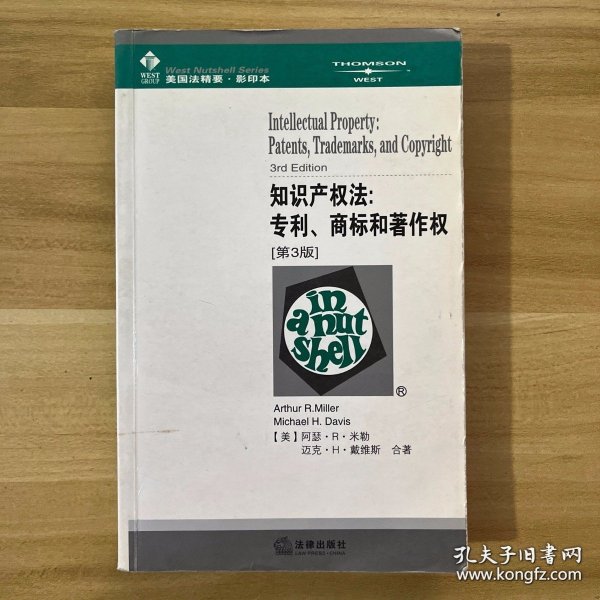 WEST
GROUP
West Nutshell Series
美国法精要·影印本
THOMSON
WEST
Intellectual Property:
Patents, Trademarks, and Copyright
3rd Edition
知识产权法:
专利、商标和著作权
[第3版]
in
a nut
shell
®
Arthur R.Miller
Michael H. Davis
【美】阿瑟·R·米勒
迈克·H·戴维斯 合著
法律出版社
LAW PRESS·CHINA
孔夫子旧书网
www.kongfz.com